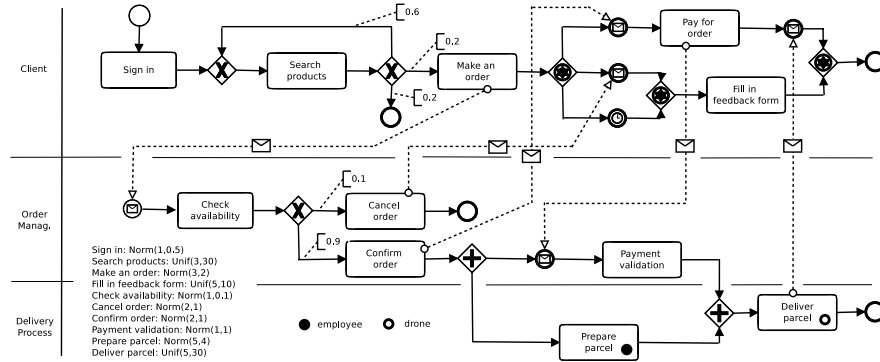 0.6
Client
Sign in
Search
products
0.2
0.2
Make an
order
Pay for
order
Fill in
feedback form
Order
Manag.
Check
availability
0.1
0.9
Cancel
order
Confirm
order
Payment
validation
Sign in: Norm(1,0.5)
Search products: Unif(3,30)
Make an order: Norm(3,2)
Fill in feedback form: Unif(5,10)
Check availability: Norm(1,0.1)
Cancel order: Norm(2,1)
Confirm order: Norm(2,1)
Payment validation: Norm(1,1)
Prepare parcel: Norm(5,4)
Deliver parcel: Unif(5,30)
Delivery
Process
employee
drone
Prepare
parcel
Deliver
parcel